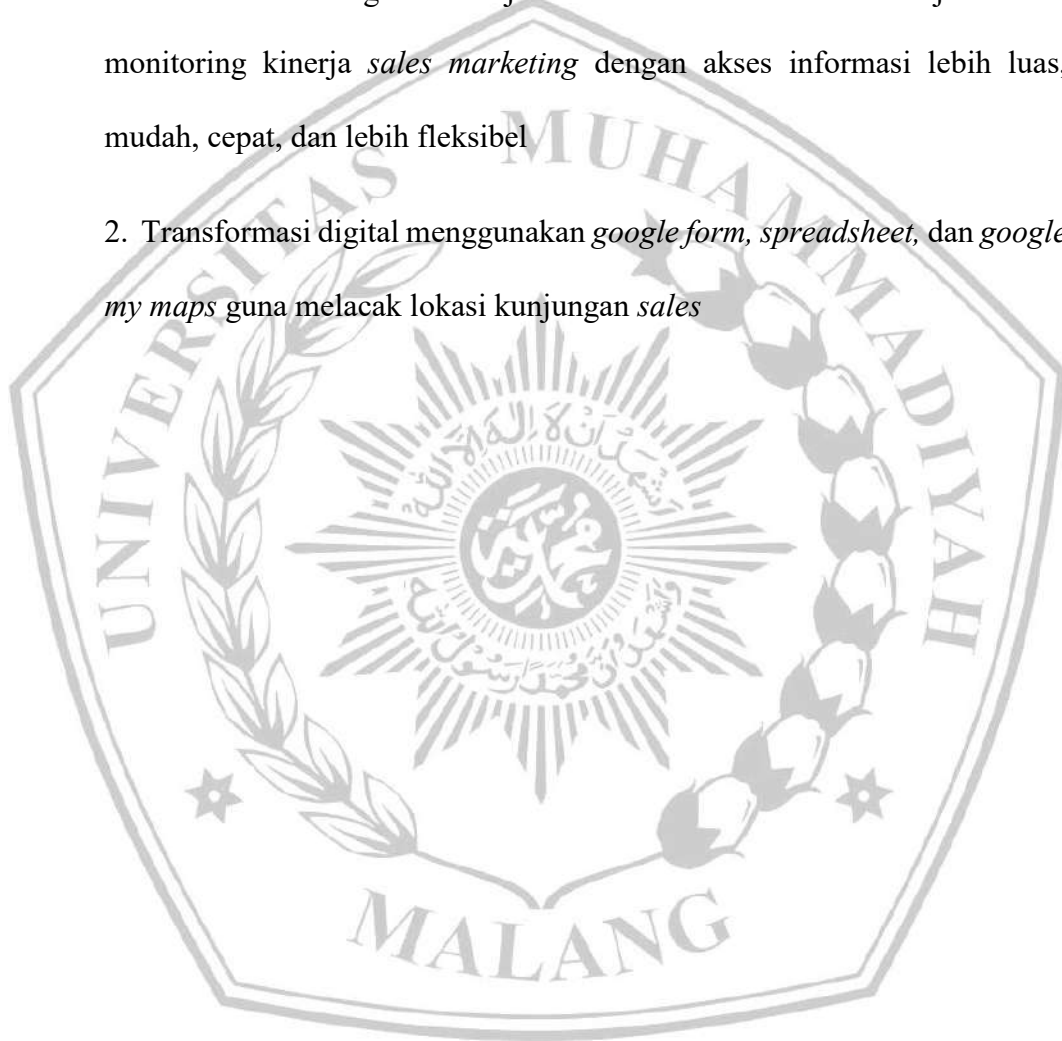 monitoring kinerja sales marketing dengan akses informasi lebih luas,
mudah, cepat, dan lebih fleksibel
2. Transformasi digital menggunakan google form, spreadsheet, dan google
my maps guna melacak lokasi kunjungan sales
UNIVERSITAS MUHAMMADIYAH
MALANG